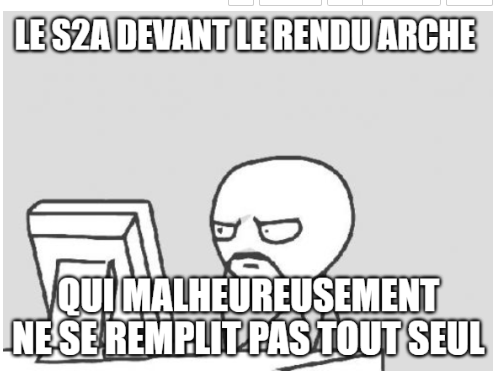 LE S2A DEVANT LE RENDU ARCHE
QUI MALHEUREUSEMENT
NE SE REMPLIT PAS TOUT SEUL